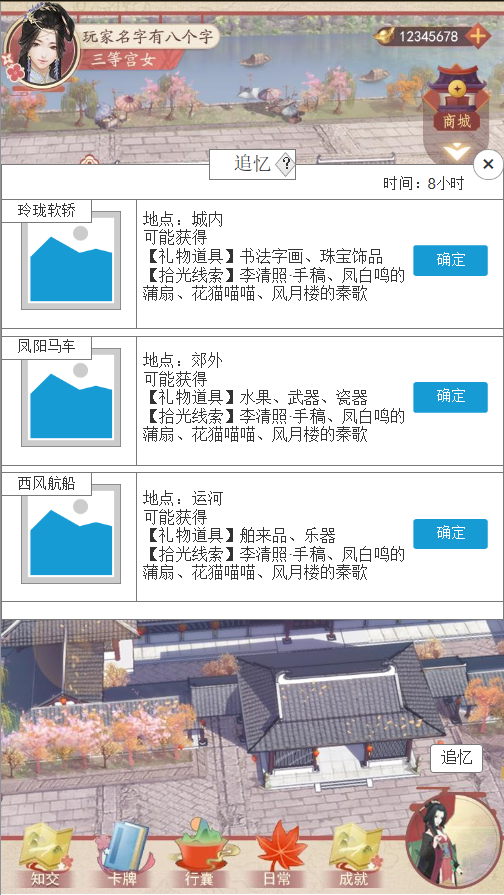 玩家名字有八个字
12345678
三等宫女
商城
追忆 ?
时间：8小时
玲珑软轿
地点：城内
可能获得
【礼物道具】书法字画、珠宝饰品
【拾光线索】李清照·手稿、凤白鸣的
蒲扇、花猫喵喵、风月楼的秦歌
确定
凤阳马车
地点：郊外
可能获得
【礼物道具】水果、武器、瓷器
【拾光线索】李清照·手稿、凤白鸣的
蒲扇、花猫喵喵、风月楼的秦歌
确定
西风航船
地点：运河
可能获得
【礼物道具】舶来品、乐器
【拾光线索】李清照·手稿、凤白鸣的
蒲扇、花猫喵喵、风月楼的秦歌
确定
追忆
知交
卡牌
行囊
日常
成就